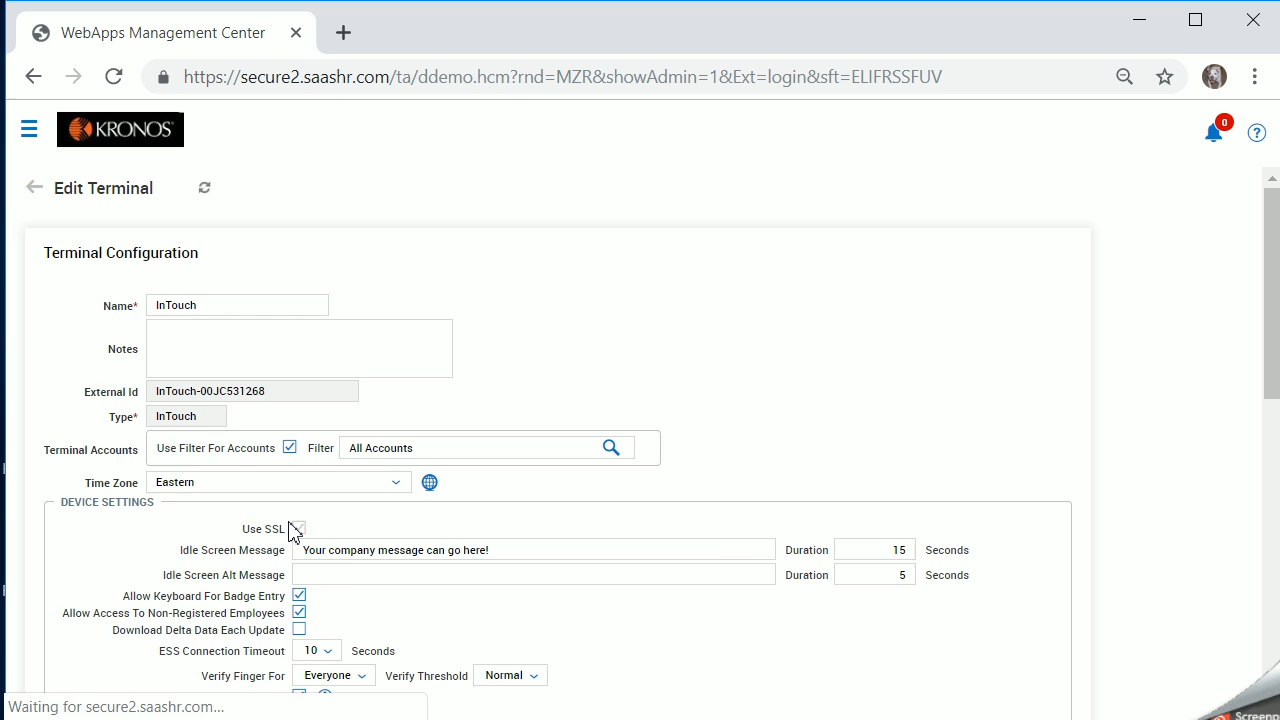 WebApps Management Center
https://secure2.saashr.com/ta/ddemo.hcm?rnd=MZR&showAdmin=1&Ext=login&sft=ELIFRSSFUV
KRONOS
0
?
Edit Terminal
Terminal Configuration
Name* InTouch
Notes
External Id InTouch-00JC531268
Type* InTouch
Terminal Accounts Use Filter For Accounts Filter All Accounts
Time Zone Eastern
DEVICE SETTINGS
Use SSL
Idle Screen Message Your company message can go here! Duration 15 Seconds
Idle Screen Alt Message Duration 5 Seconds
Allow Keyboard For Badge Entry
Allow Access To Non-Registered Employees
Download Delta Data Each Update
ESS Connection Timeout 10 Seconds
Verify Finger For Everyone Verify Threshold Normal
Waiting for secure2.saashr.com...